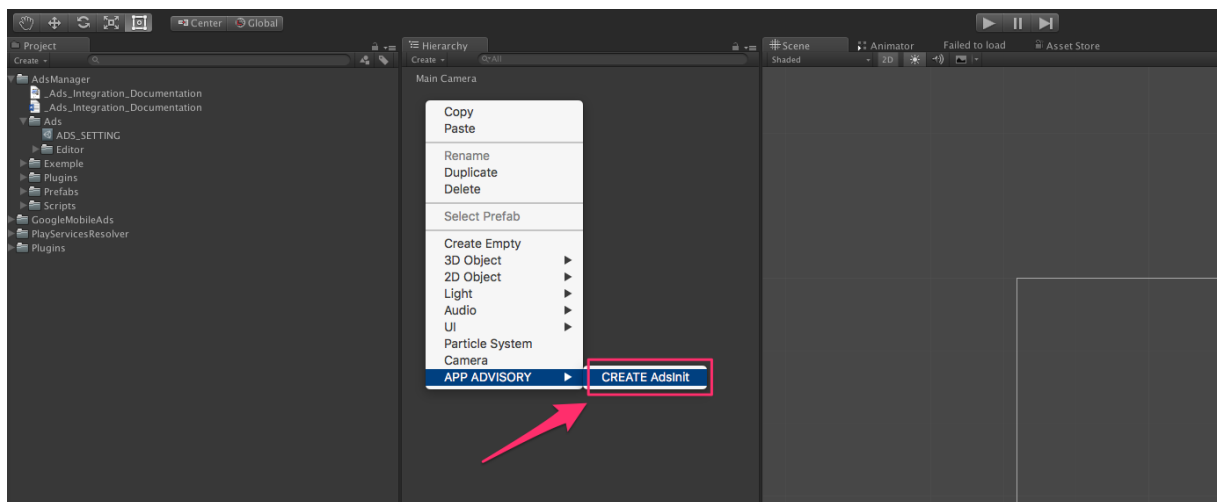 Center Global
Project
Create
AdsManager
_Ads_Integration_Documentation
_Ads_Integration_Documentation
Ads
ADS_SETTING
Editor
Exemple
Plugins
Prefabs
Scripts
GoogleMobileAds
PlayServicesResolver
Plugins
Hierarchy
Create All
Main Camera
Copy
Paste
Rename
Duplicate
Delete
Select Prefab
Create Empty
3D Object
2D Object
Light
Audio
UI
Particle System
Camera
APP ADVISORY CREATE AdsInit
Scene Animator Failed to load Asset Store
Shaded 2D